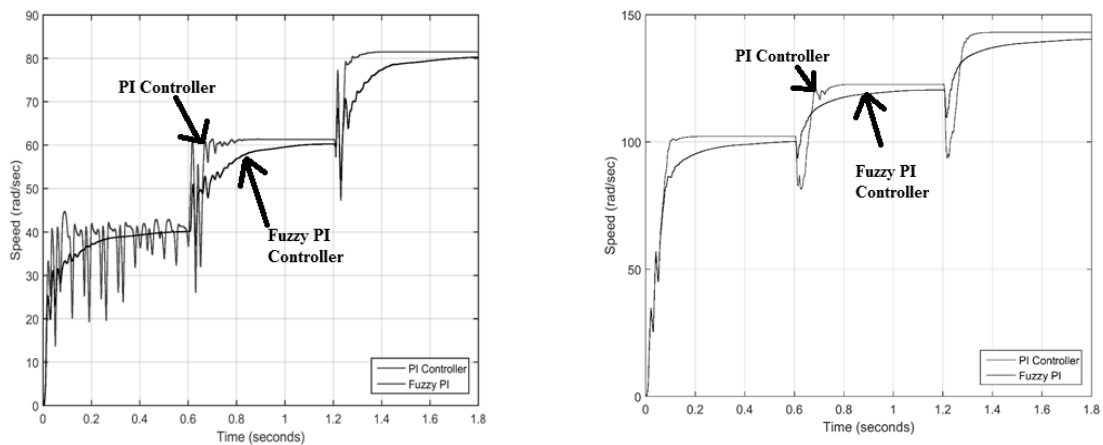 90
80
70
60
50
40
30
20
10
0
Speed (rad/sec)
PI Controller
Fuzzy PI
Controller
PI Controller
Fuzzy PI
0 0.2 0.4 0.6 0.8 1 1.2 1.4 1.6 1.8
Time (seconds)
150
100
50
0
Speed (rad/sec)
PI Controller
Fuzzy PI
Controller
PI Controller
Fuzzy PI
0 0.2 0.4 0.6 0.8 1 1.2 1.4 1.6 1.8
Time (seconds)